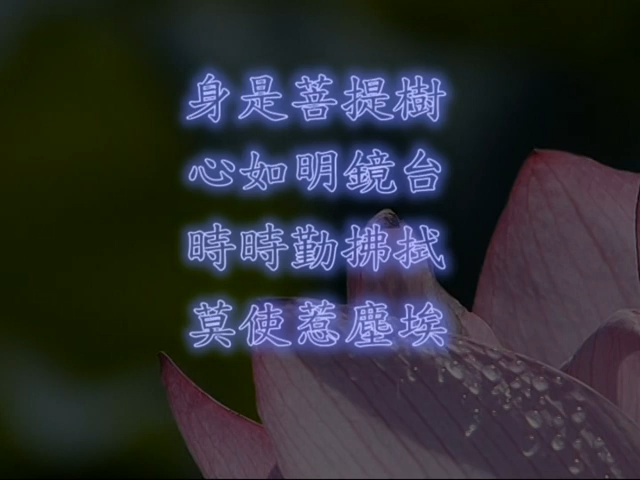 身是菩提樹
心如明鏡台
時時勤拂拭
莫使惹塵埃